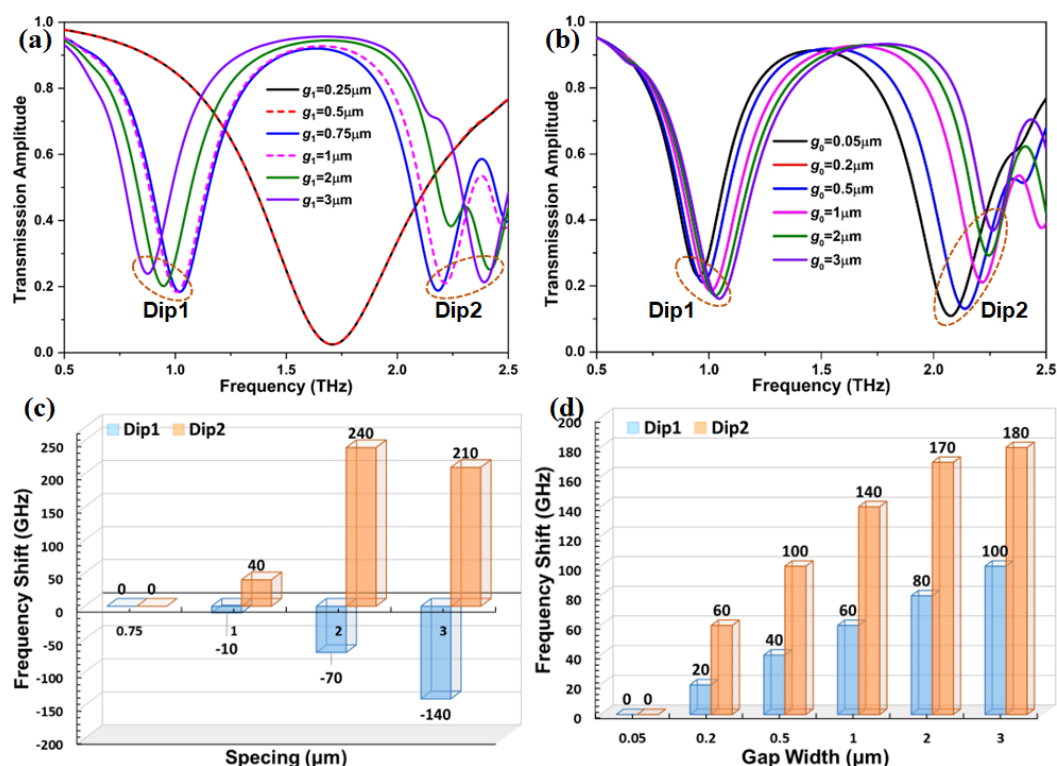 (a)
Transmission Amplitude
1.0
0.8
0.6
0.4
0.2
0.0
g1=0.25μm
g1=0.5μm
g1=0.75μm
g1=1μm
g1=2μm
g1=3μm
Dip1
Dip2
0.5 1.0 1.5 2.0 2.5
Frequency (THz)
(b)
Transmission Amplitude
1.0
0.8
0.6
0.4
0.2
0.0
g0=0.05μm
g0=0.2μm
g0=0.5μm
g0=1μm
g0=2μm
g0=3μm
Dip1
Dip2
0.5 1.0 1.5 2.0 2.5
Frequency (THz)
(c)
Dip1 Dip2
Frequency Shift (GHz)
250
200
150
100
50
0
-50
-100
-150
-200
0 0 40 240 210
0.75 1 2 3
-10
-70
-140
Specing (μm)
(d)
Dip1 Dip2
Frequency Shift (GHz)
200
180
160
140
120
100
80
60
40
20
0
0 0 20 60 40 100 60 140 80 170 100 180
0.05 0.2 0.5 1 2 3
Gap Width (μm)